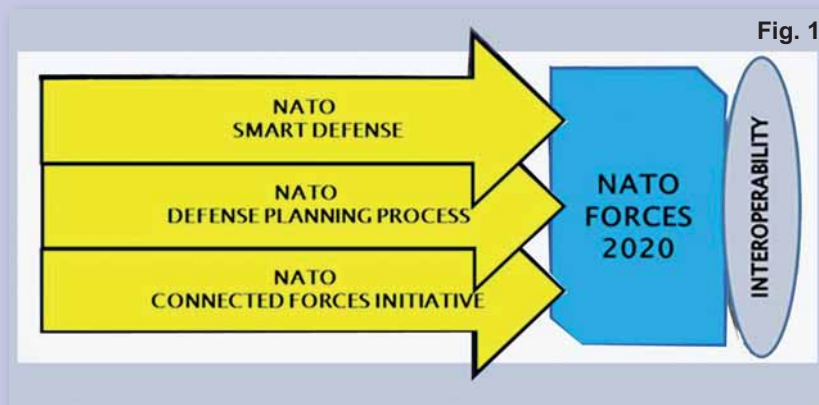 Fig. 1
NATO
SMART DEFENSE
NATO
DEFENSE PLANNING PROCESS
NATO
CONNECTED FORCES INITIATIVE
NATO
FORCES
2020
INTEROPERABILITY